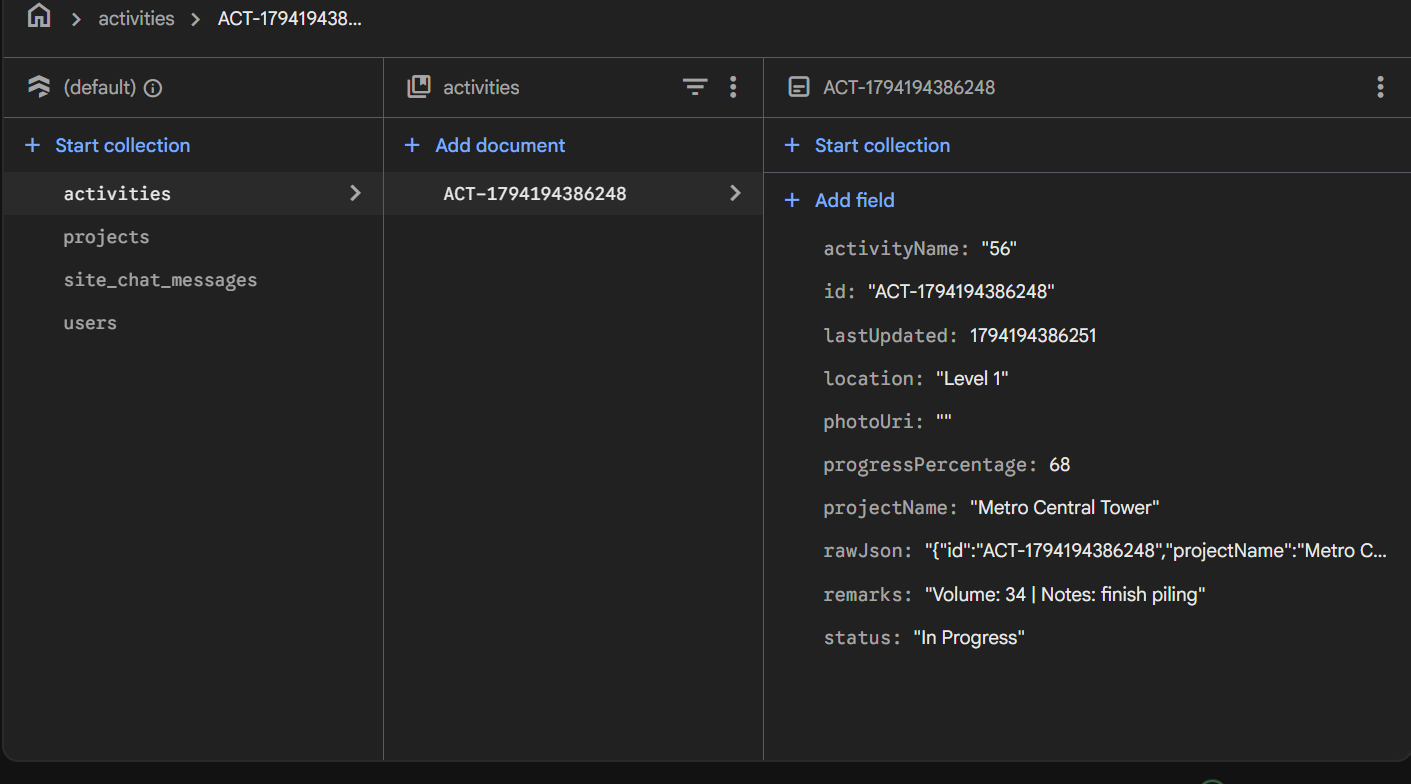 activities ACT-179419438...
(default) activities ACT-1794194386248
+ Start collection + Add document + Start collection
activities ACT-1794194386248 + Add field
projects
site_chat_messages
users
activityName: "56"
id: "ACT-1794194386248"
lastUpdated: 1794194386251
location: "Level 1"
photoUri: ""
progressPercentage: 68
projectName: "Metro Central Tower"
rawJson: "{"id":"ACT-1794194386248","projectName":"Metro C...
remarks: "Volume: 34 | Notes: finish piling"
status: "In Progress"